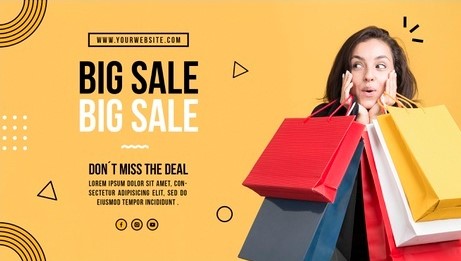 WWW.YOURWEBSITE.COM
BIG SALE
BIG SALE
DON´T MISS THE DEAL
LOREM IPSUM DOLOR SIT AMET, CON-
SECTETUR ADIPISCING ELIT, SED DO
EIUSMOD TEMPOR INCIDIDUNT .